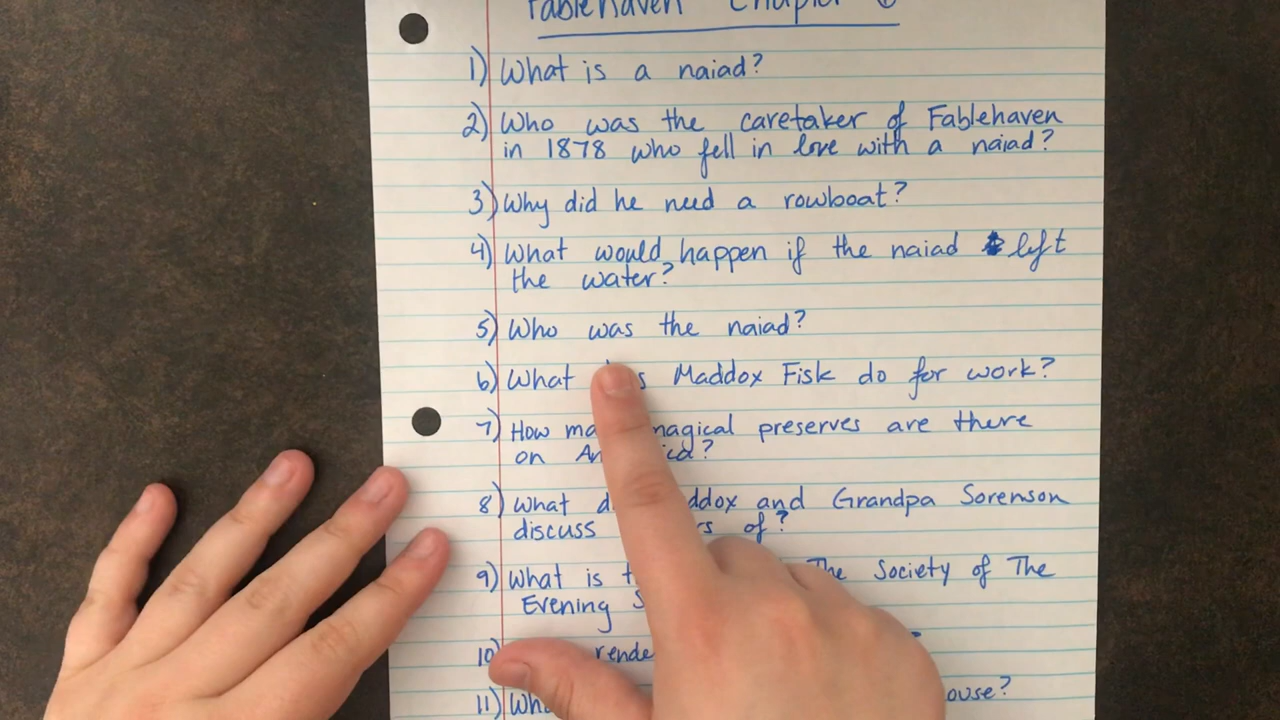 Fablehaven Chapter
1) What is a naiad?
2) Who was the caretaker of Fablehaven
in 1878 who fell in love with a naiad?
3) Why did he need a rowboat?
4) What would happen if the naiad left
the water?
5) Who was the naiad?
6) What Maddox Fisk do for work?
7) How magical preserves are there
on
8) What and Grandpa Sorenson
discuss of?
9) What is The Society of The
Evening
10)
11)